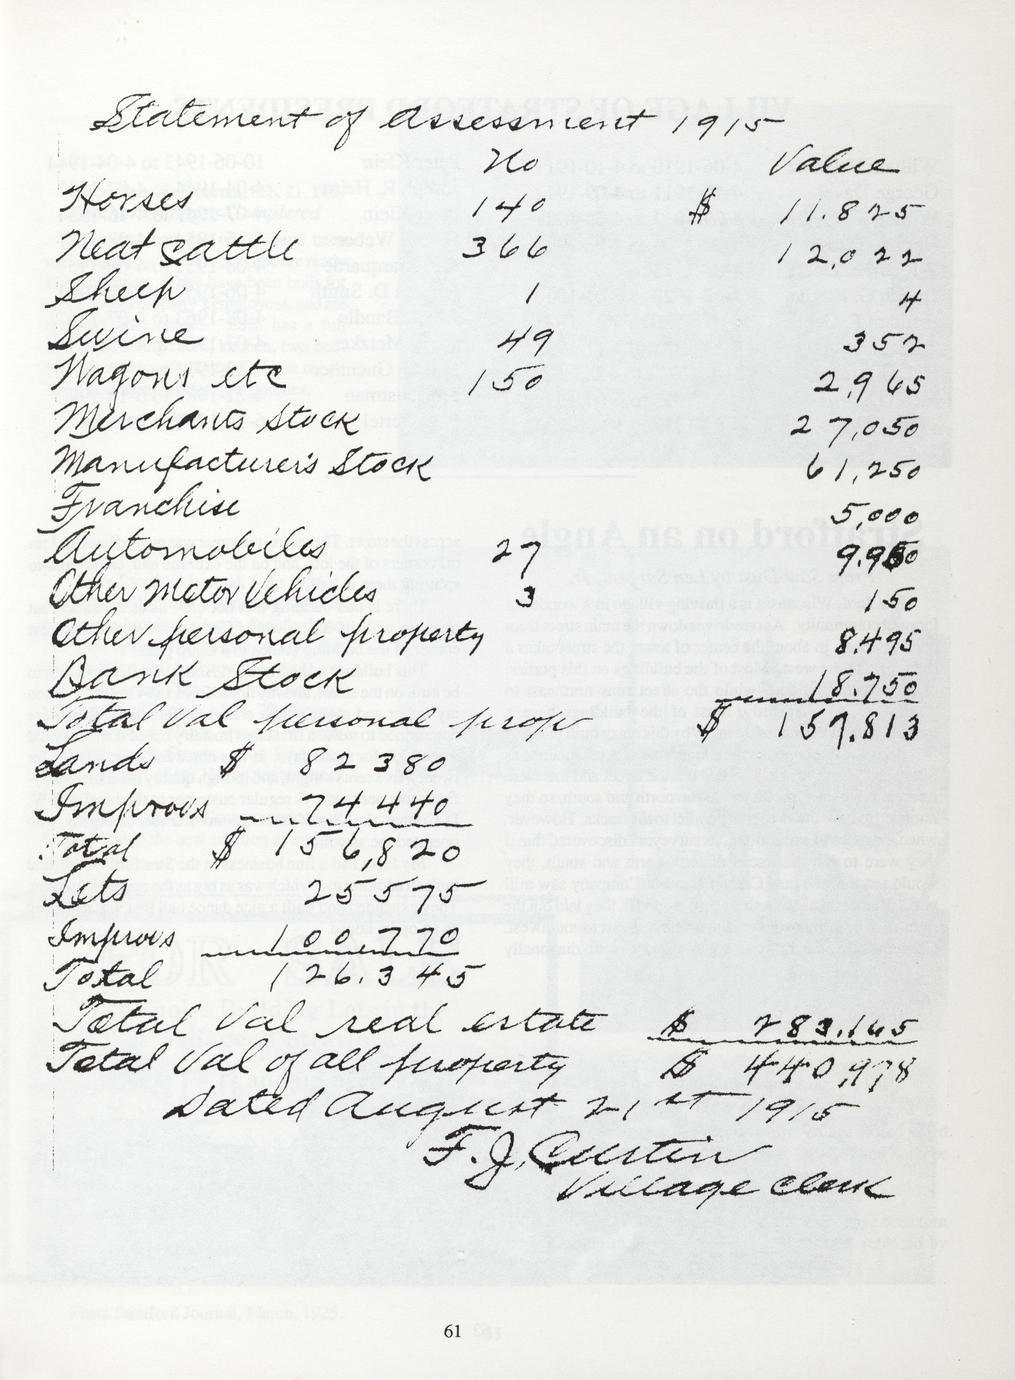 Statement of Assessment 1915
No Value
Horses 140 $ 11.825
Neat cattle 366 12,022
Sheep 1 4
Swine 49 352
Wagons etc 150 2,965
Merchants Stock 27,050
Manufacturers Stock 61,250
Franchise 5,000
Automobiles 27 9.950
Other Motor Vehicles 3 150
Other personal property 8.495
Bank Stock 18.750
Total Val personal prop $ 157.813
Lands $ 82380
Improvs 74440
Total $ 156,820
Lots 25575
Improvs 100770
Total 126.345
Total Val real estate $ 283.165
Total Val of all property $ 440,978
Dated August 21st 1915
F. J. Curtin
Village Clerk
61